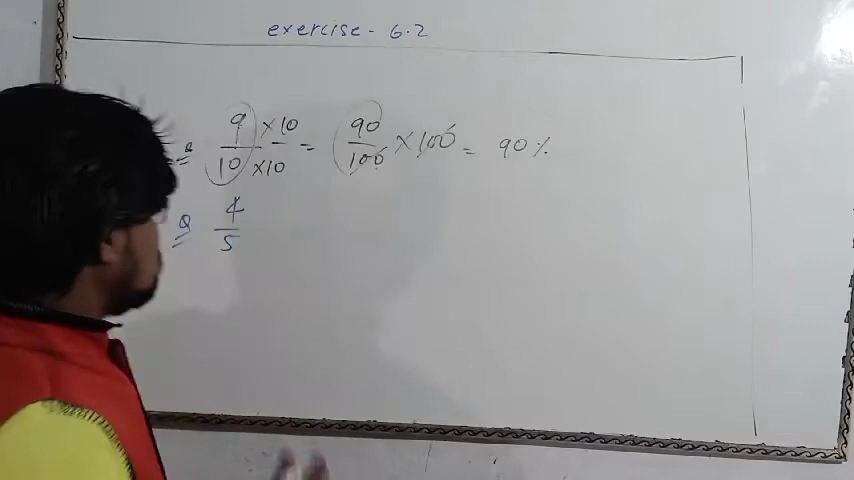 exercise - 6.2
Q 9/10 ×10/×10 = 90/100 × 100 = 90%
Q 4/5